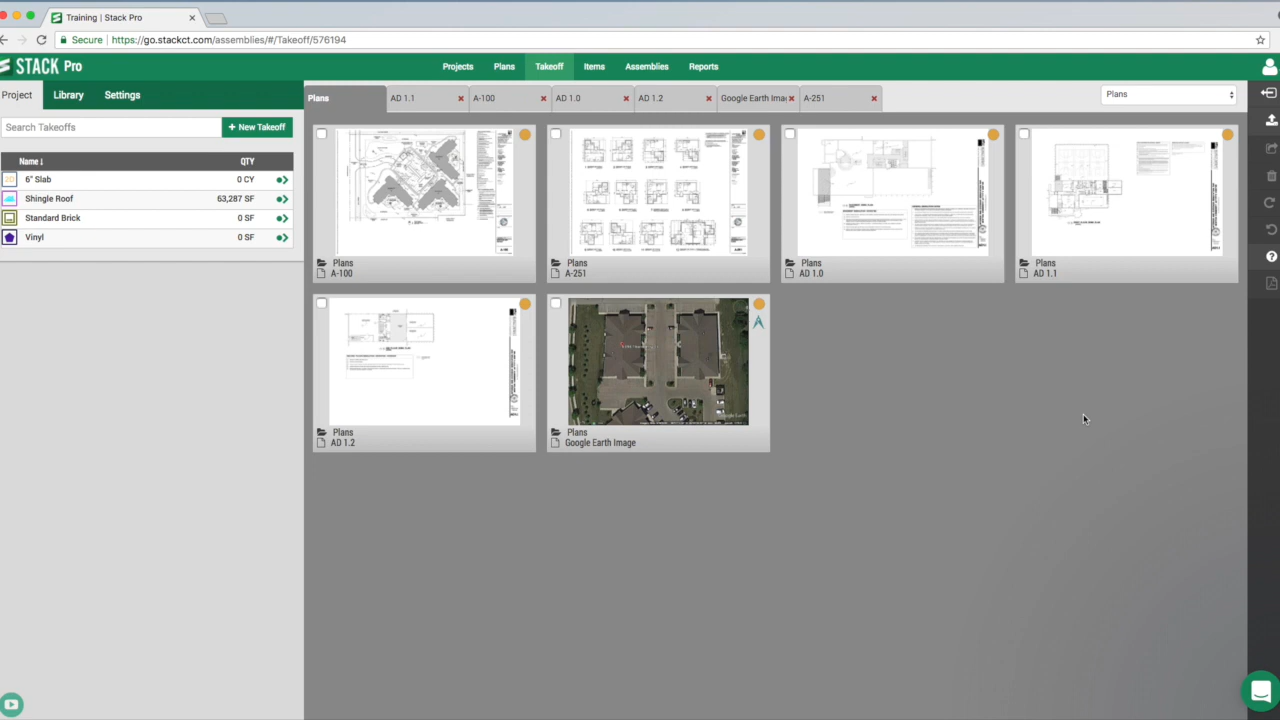 Training | Stack Pro
Secure | https://go.stackct.com/assemblies/#/Takeoff/576194
STACK Pro
Projects Plans Takeoff Items Assemblies Reports
Project Library Settings
Plans AD 1.1 A-100 AD 1.0 AD 1.2 Google Earth Ima A-251
Plans
Search Takeoffs
+ New Takeoff
Name QTY
2D 6" Slab 0 CY
Shingle Roof 63,287 SF
Standard Brick 0 SF
Vinyl 0 SF
Plans
A-100
Plans
A-251
Plans
AD 1.0
Plans
AD 1.1
Plans
AD 1.2
Google Earth
Plans
Google Earth Image